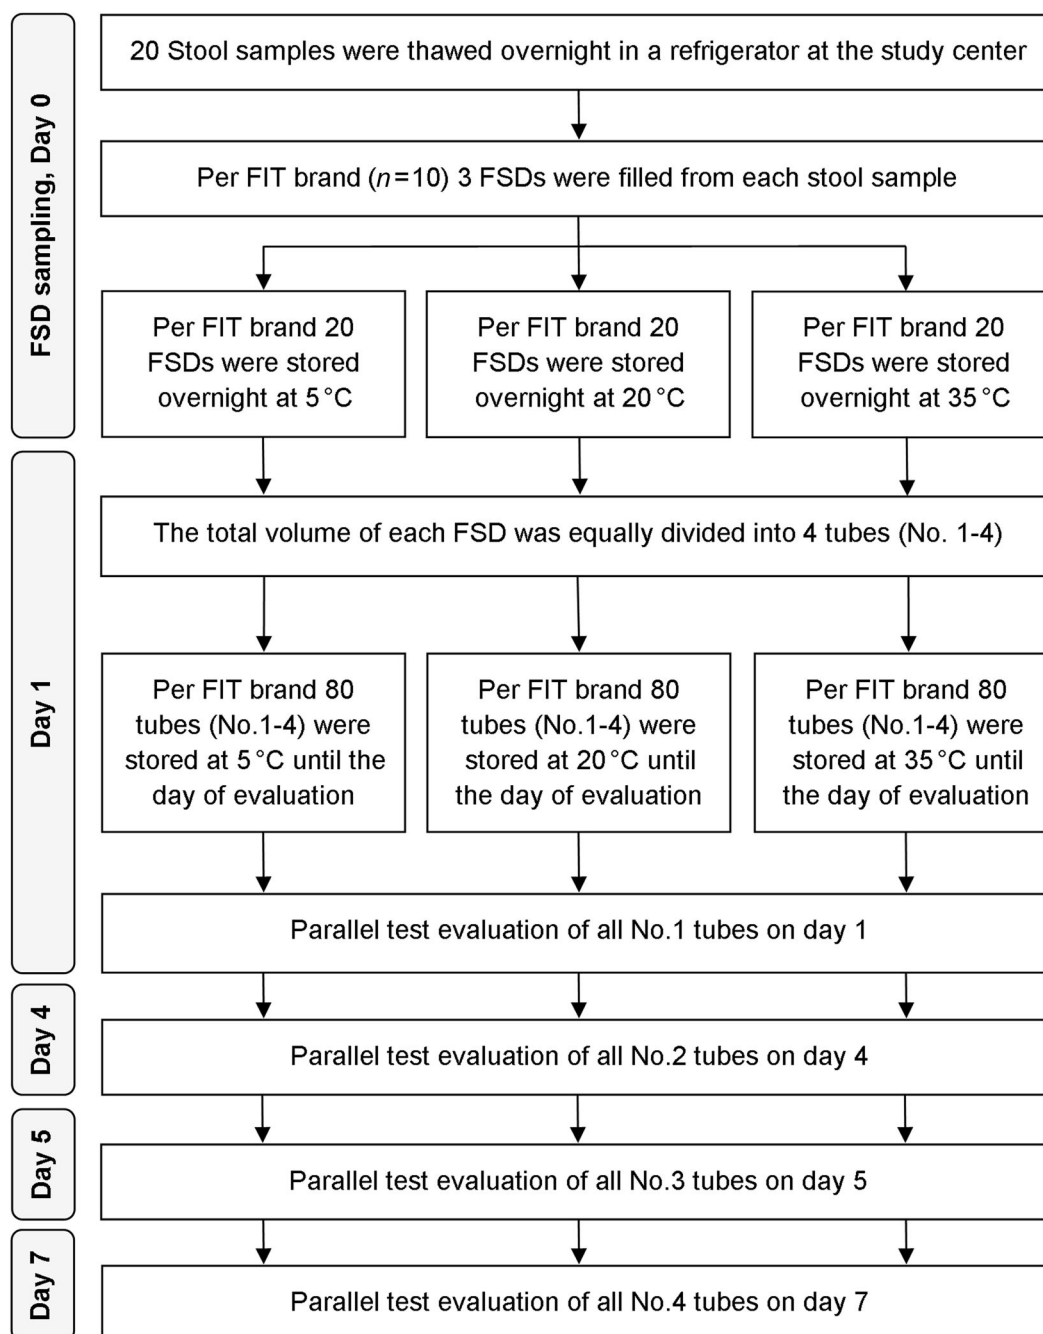 FSD sampling, Day 0
20 Stool samples were thawed overnight in a refrigerator at the study center
Per FIT brand (n=10) 3 FSDs were filled from each stool sample
Per FIT brand 20
FSDs were stored
overnight at 5 °C
Per FIT brand 20
FSDs were stored
overnight at 20 °C
Per FIT brand 20
FSDs were stored
overnight at 35 °C
Day 1
The total volume of each FSD was equally divided into 4 tubes (No. 1-4)
Per FIT brand 80
tubes (No.1-4) were
stored at 5 °C until the
day of evaluation
Per FIT brand 80
tubes (No.1-4) were
stored at 20 °C until
the day of evaluation
Per FIT brand 80
tubes (No.1-4) were
stored at 35 °C until
the day of evaluation
Parallel test evaluation of all No.1 tubes on day 1
Day 4
Parallel test evaluation of all No.2 tubes on day 4
Day 5
Parallel test evaluation of all No.3 tubes on day 5
Day 7
Parallel test evaluation of all No.4 tubes on day 7